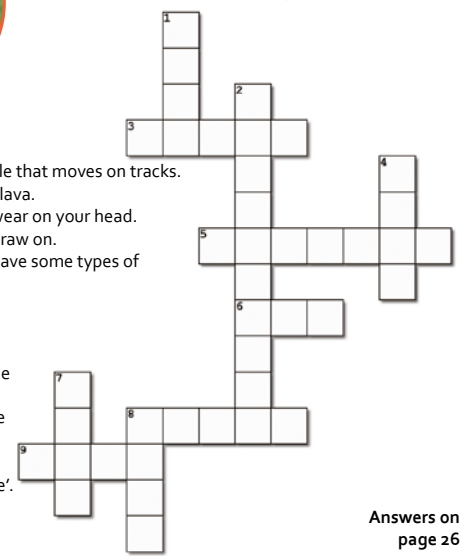 1
2
3
le that moves on tracks.
4
lava.
wear on your head.
raw on.
5
ave some types of
6
e
7
e
8
9
e'.
Answers on
page 26